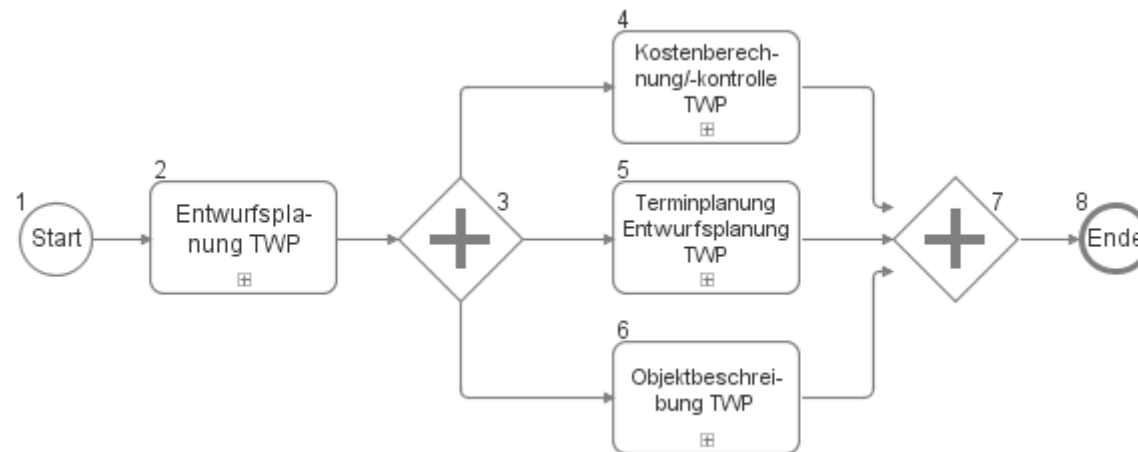 1
Start
2
Entwurfspla-
nung TWP
3
4
Kostenberech-
nung/-kontrolle
TWP
5
Terminplanung
Entwurfsplanung
TWP
6
Objektbeschrei-
bung TWP
7
8
Ende